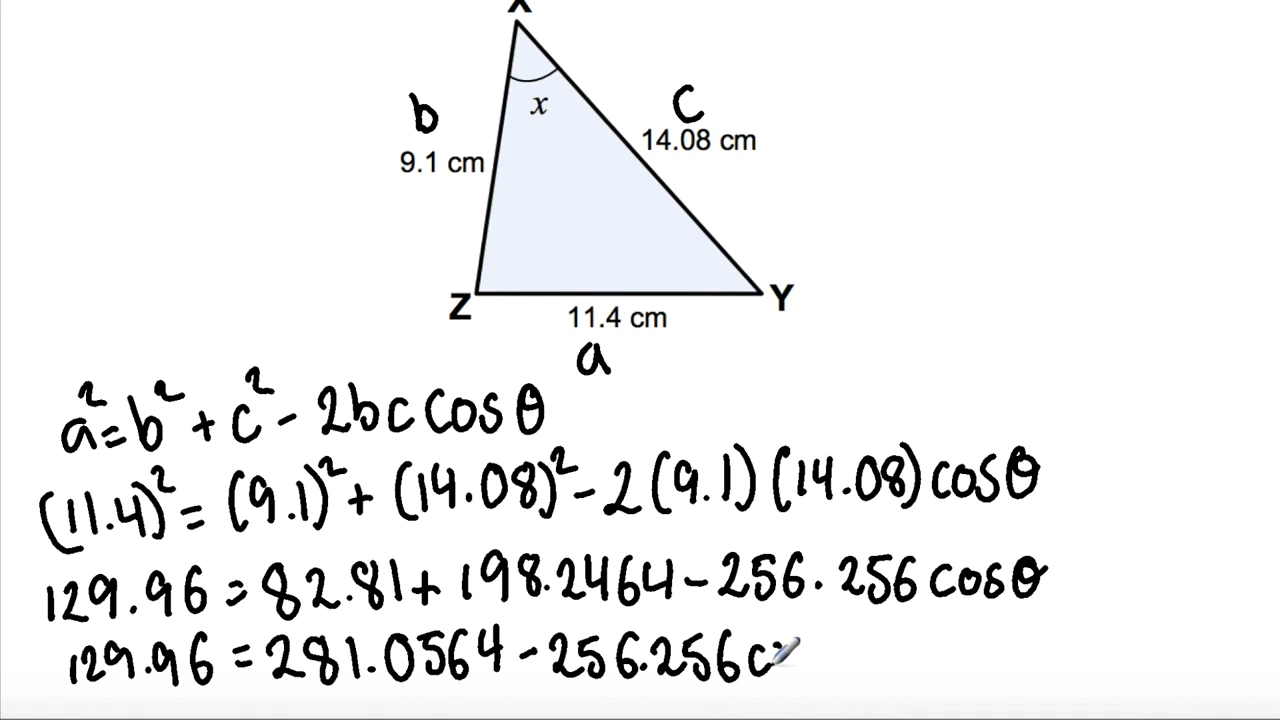 X
x
b
9.1 cm
C
14.08 cm
Z
Y
11.4 cm
a
a² = b² + c² - 2bc cos θ
(11.4)² = (9.1)² + (14.08)² - 2(9.1)(14.08) cos θ
129.96 = 82.81 + 198.2464 - 256.256 cos θ
129.96 = 281.0564 - 256.256 c